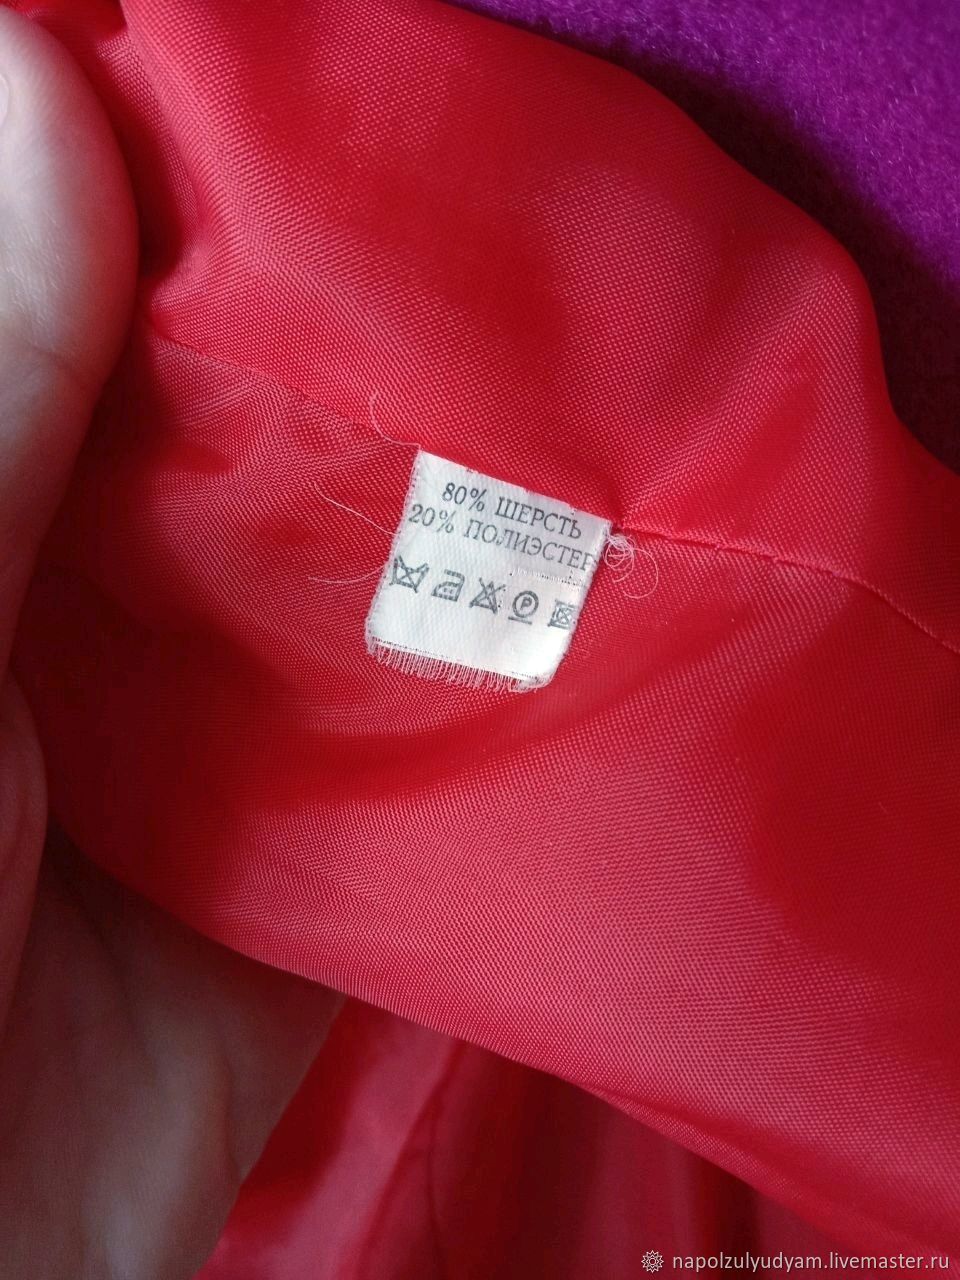 80% ШЕРСТЬ
20% ПОЛИЭСТЕР
P
napolzulyudyam.livemaster.ru